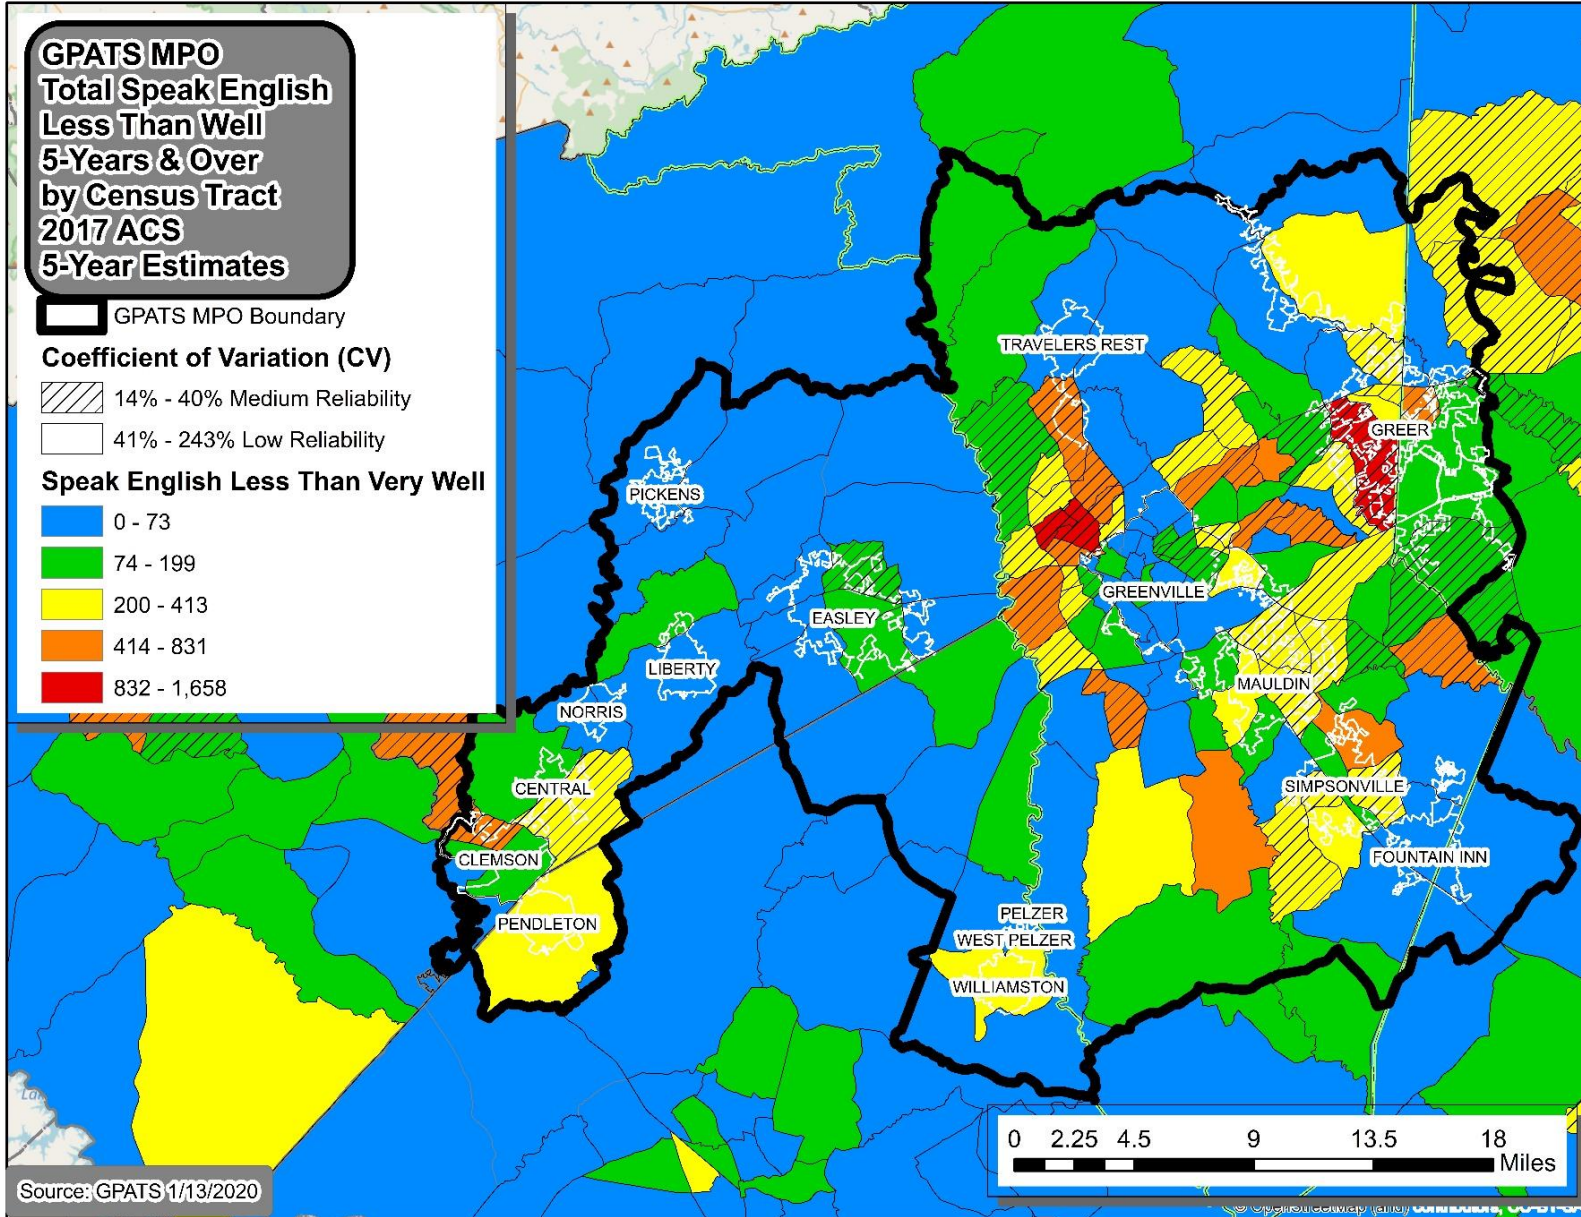 GPATS MPO
Total Speak English
Less Than Well
5-Years & Over
by Census Tract
2017 ACS
5-Year Estimates
GPATS MPO Boundary
Coefficient of Variation (CV)
14% - 40% Medium Reliability
41% - 243% Low Reliability
Speak English Less Than Very Well
0 - 73
74 - 199
200 - 413
414 - 831
832 - 1,658
TRAVELERS REST
GREER
PICKENS
GREENVILLE
EASLEY
LIBERTY
MAULDIN
NORRIS
CENTRAL
SIMPSONVILLE
CLEMSON
FOUNTAIN INN
PENDLETON
PELZER
WEST PELZER
WILLIAMSTON
0 2.25 4.5 9 13.5 18
Miles
Source: GPATS 1/13/2020
© OpenStreetMap (and) contributors,